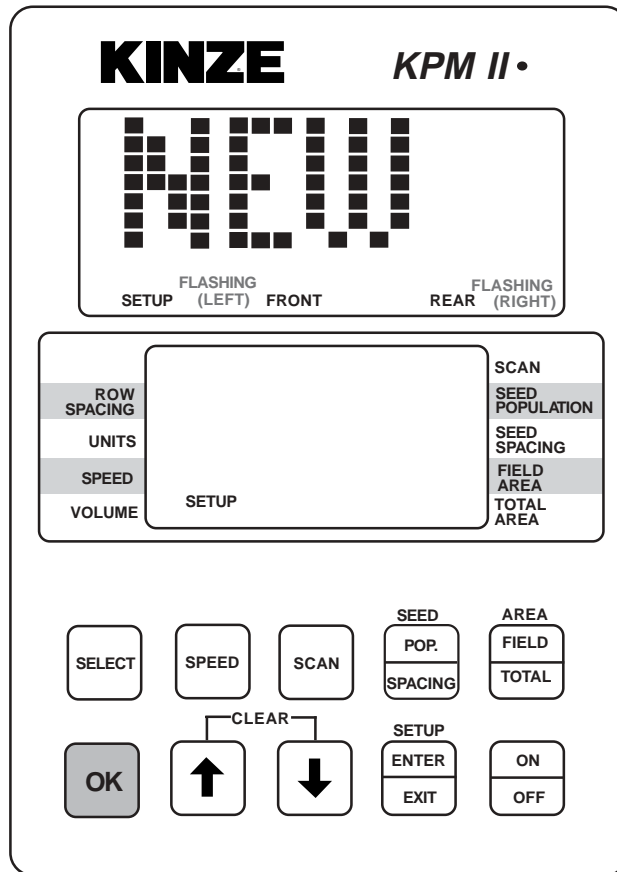 KINZE KPM II •
NEW
FLASHING FLASHING
SETUP (LEFT) FRONT REAR (RIGHT)
SCAN
ROW SPACING
SEED POPULATION
UNITS
SEED SPACING
SPEED
FIELD AREA
SETUP
VOLUME
TOTAL AREA
SEED AREA
SELECT SPEED SCAN POP. FIELD
SPACING TOTAL
CLEAR
SETUP
OK ENTER ON
EXIT OFF